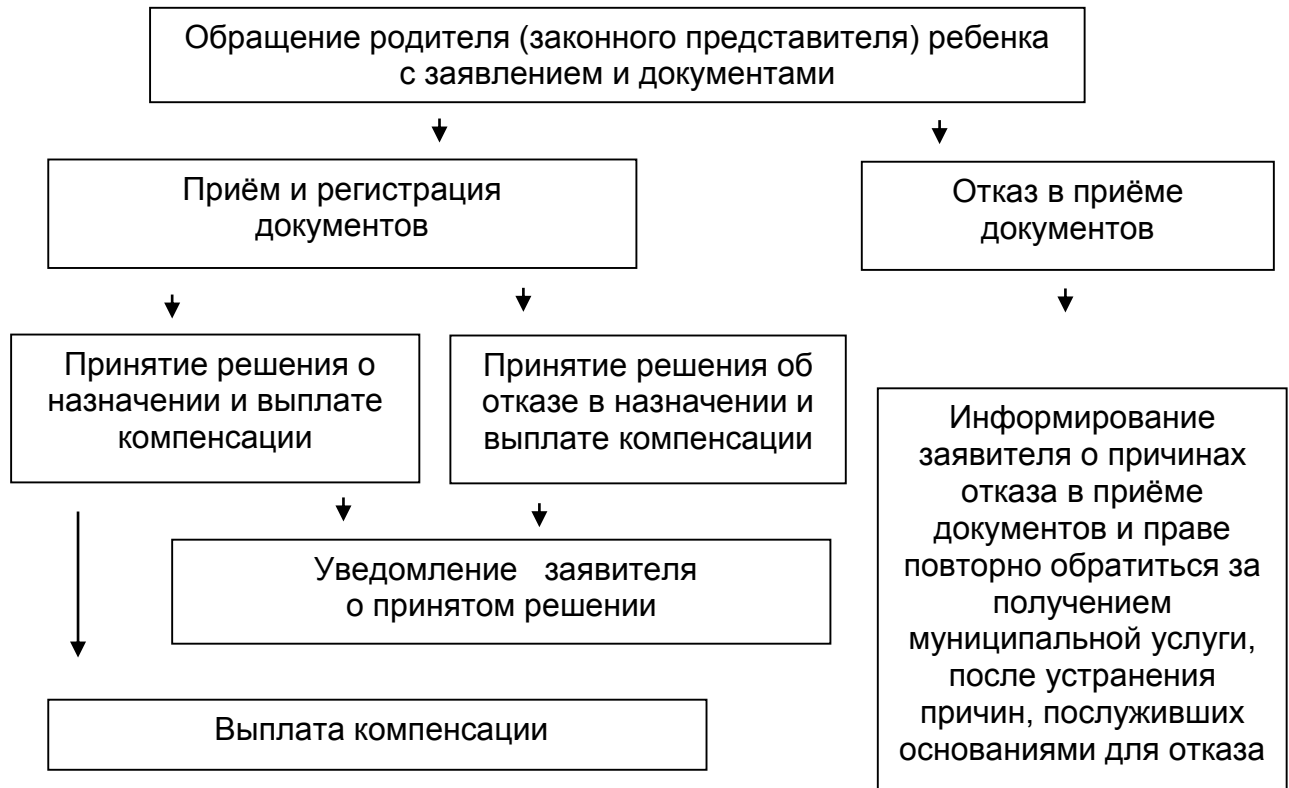 Обращение родителя (законного представителя) ребенка
с заявлением и документами
Приём и регистрация
документов
Отказ в приёме
документов
Принятие решения о
назначении и выплате
компенсации
Принятие решения об
отказе в назначении и
выплате компенсации
Информирование
заявителя о причинах
отказа в приёме
документов и праве
повторно обратиться за
получением
муниципальной услуги,
после устранения
причин, послуживших
основаниями для отказа
Уведомление заявителя
о принятом решении
Выплата компенсации